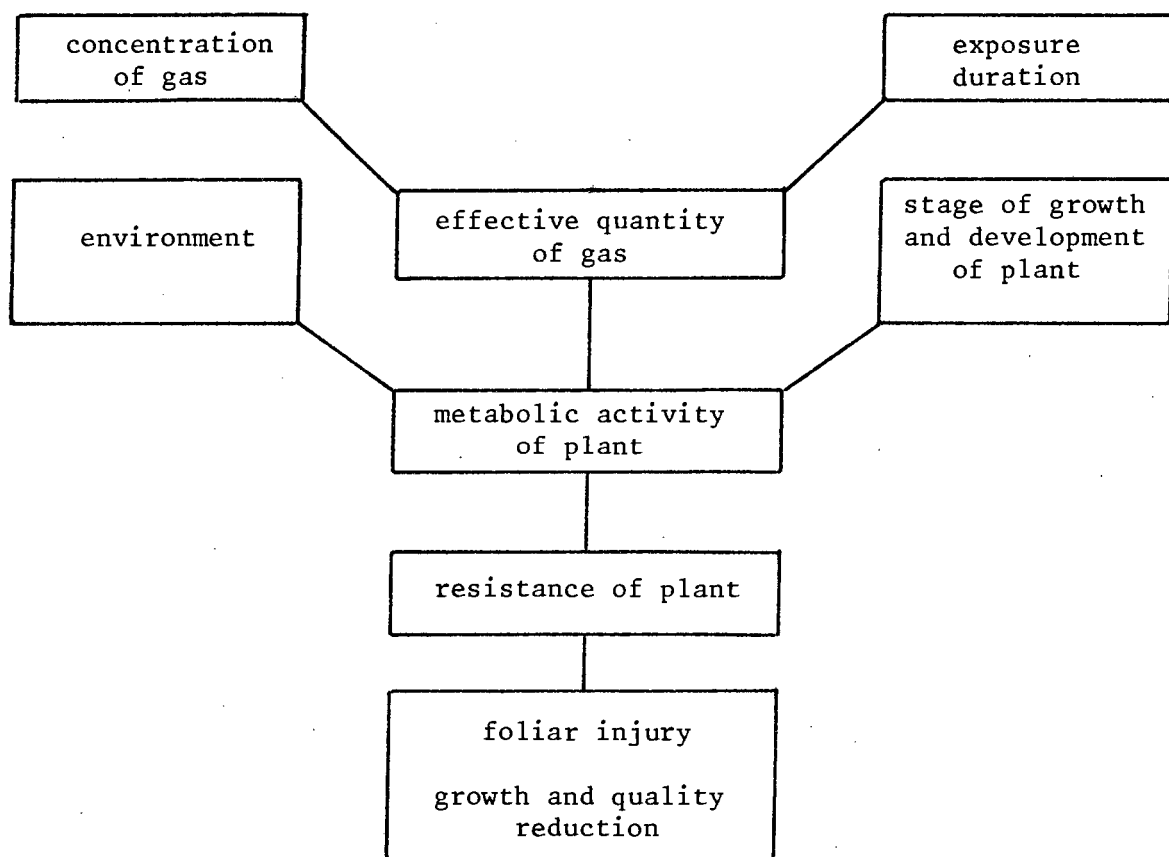 concentration
of gas
exposure
duration
environment
effective quantity
of gas
stage of growth
and development
of plant
metabolic activity
of plant
resistance of plant
foliar injury
growth and quality
reduction